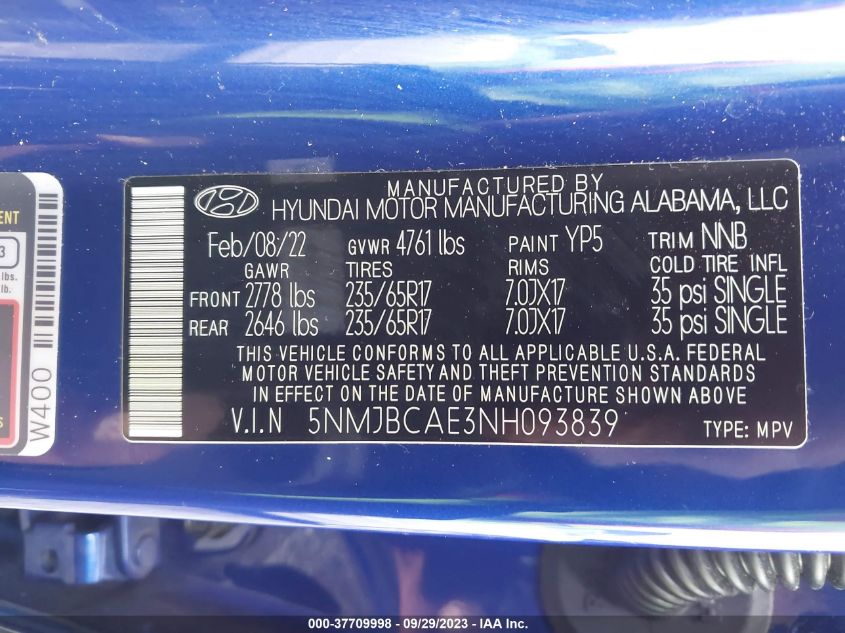 MANUFACTURED BY
HYUNDAI MOTOR MANUFACTURING ALABAMA, LLC
Feb/08/22 GVWR 4761 lbs PAINT YP5 TRIM NNB
GAWR TIRES RIMS COLD TIRE INFL
FRONT 2778 lbs 235/65R17 7.0JX17 35 psi SINGLE
REAR 2646 lbs 235/65R17 7.0JX17 35 psi SINGLE
THIS VEHICLE CONFORMS TO ALL APPLICABLE U.S.A. FEDERAL
MOTOR VEHICLE SAFETY AND THEFT PREVENTION STANDARDS
IN EFFECT ON THE DATE OF MANUFACTURE SHOWN ABOVE
V.I.N 5NMJBCAE3NH093839 TYPE: MPV
3
lbs.
lb.
W400
000-37709998 - 09/29/2023 - IAA Inc.